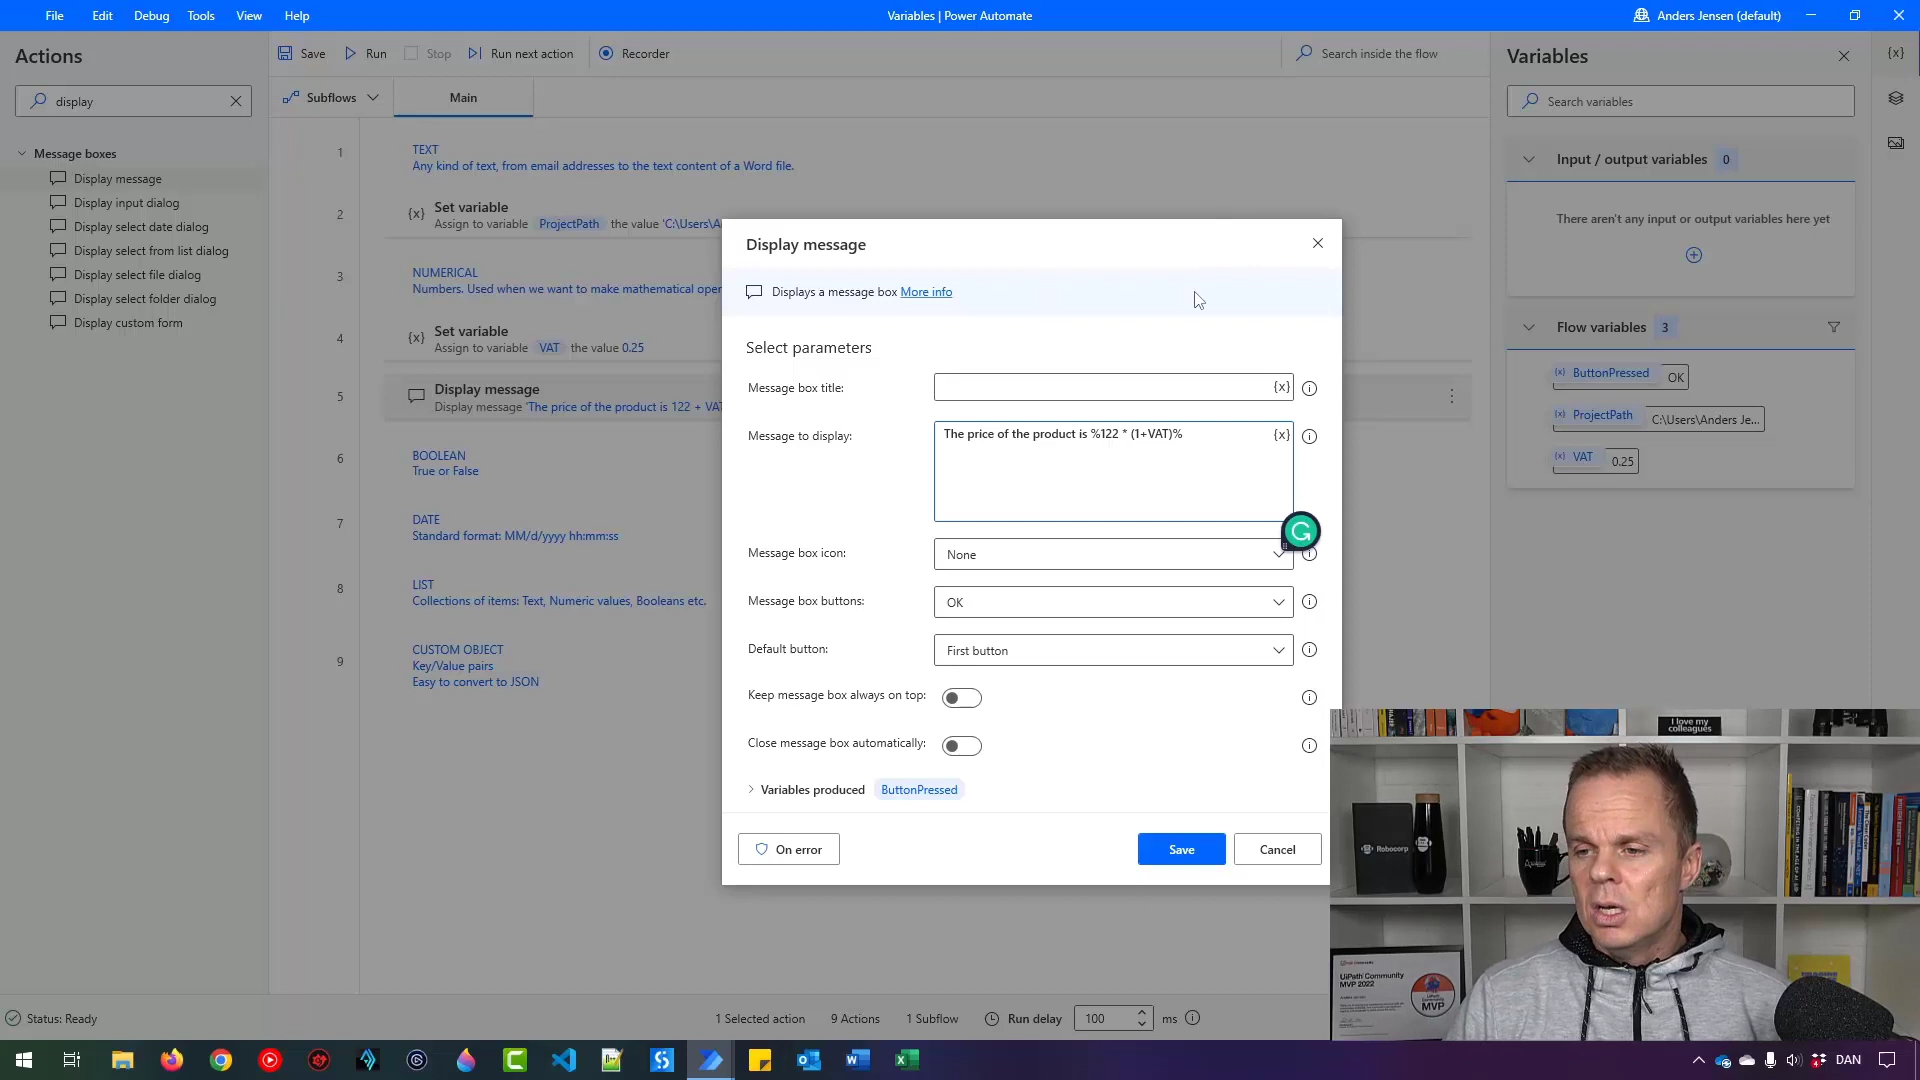 File Edit Debug Tools View Help
Variables | Power Automate
Anders Jensen (default)
Actions
display
Message boxes
Display message
Display input dialog
Display select date dialog
Display select from list dialog
Display select file dialog
Display select folder dialog
Display custom form
Save Run Stop Run next action Recorder
Search inside the flow
Subflows Main
1
TEXT
Any kind of text, from email addresses to the text content of a Word file.
2
{x} Set variable
Assign to variable ProjectPath the value 'C:\Users\A
3
NUMERICAL
Numbers. Used when we want to make mathematical oper
4
{x} Set variable
Assign to variable VAT the value 0.25
5
Display message
Display message 'The price of the product is 122 + VAT
6
BOOLEAN
True or False
7
DATE
Standard format: MM/d/yyyy hh:mm:ss
8
LIST
Collections of items: Text, Numeric values, Booleans etc.
9
CUSTOM OBJECT
Key/Value pairs
Easy to convert to JSON
Display message
Displays a message box More info
Select parameters
Message box title: {x}
Message to display: The price of the product is %122 * (1+VAT)% {x}
Message box icon: None
Message box buttons: OK
Default button: First button
Keep message box always on top:
Close message box automatically:
Variables produced ButtonPressed
On error Save Cancel
Variables
{x}
Search variables
Input / output variables 0
There aren't any input or output variables here yet
Flow variables 3
(x) ButtonPressed OK
(x) ProjectPath C:\Users\Anders Je...
(x) VAT 0.25
I love my
colleagues
Robocorp
UiPath Community
MVP 2022
MVP
Status: Ready
1 Selected action 9 Actions 1 Subflow Run delay 100 ms
DAN